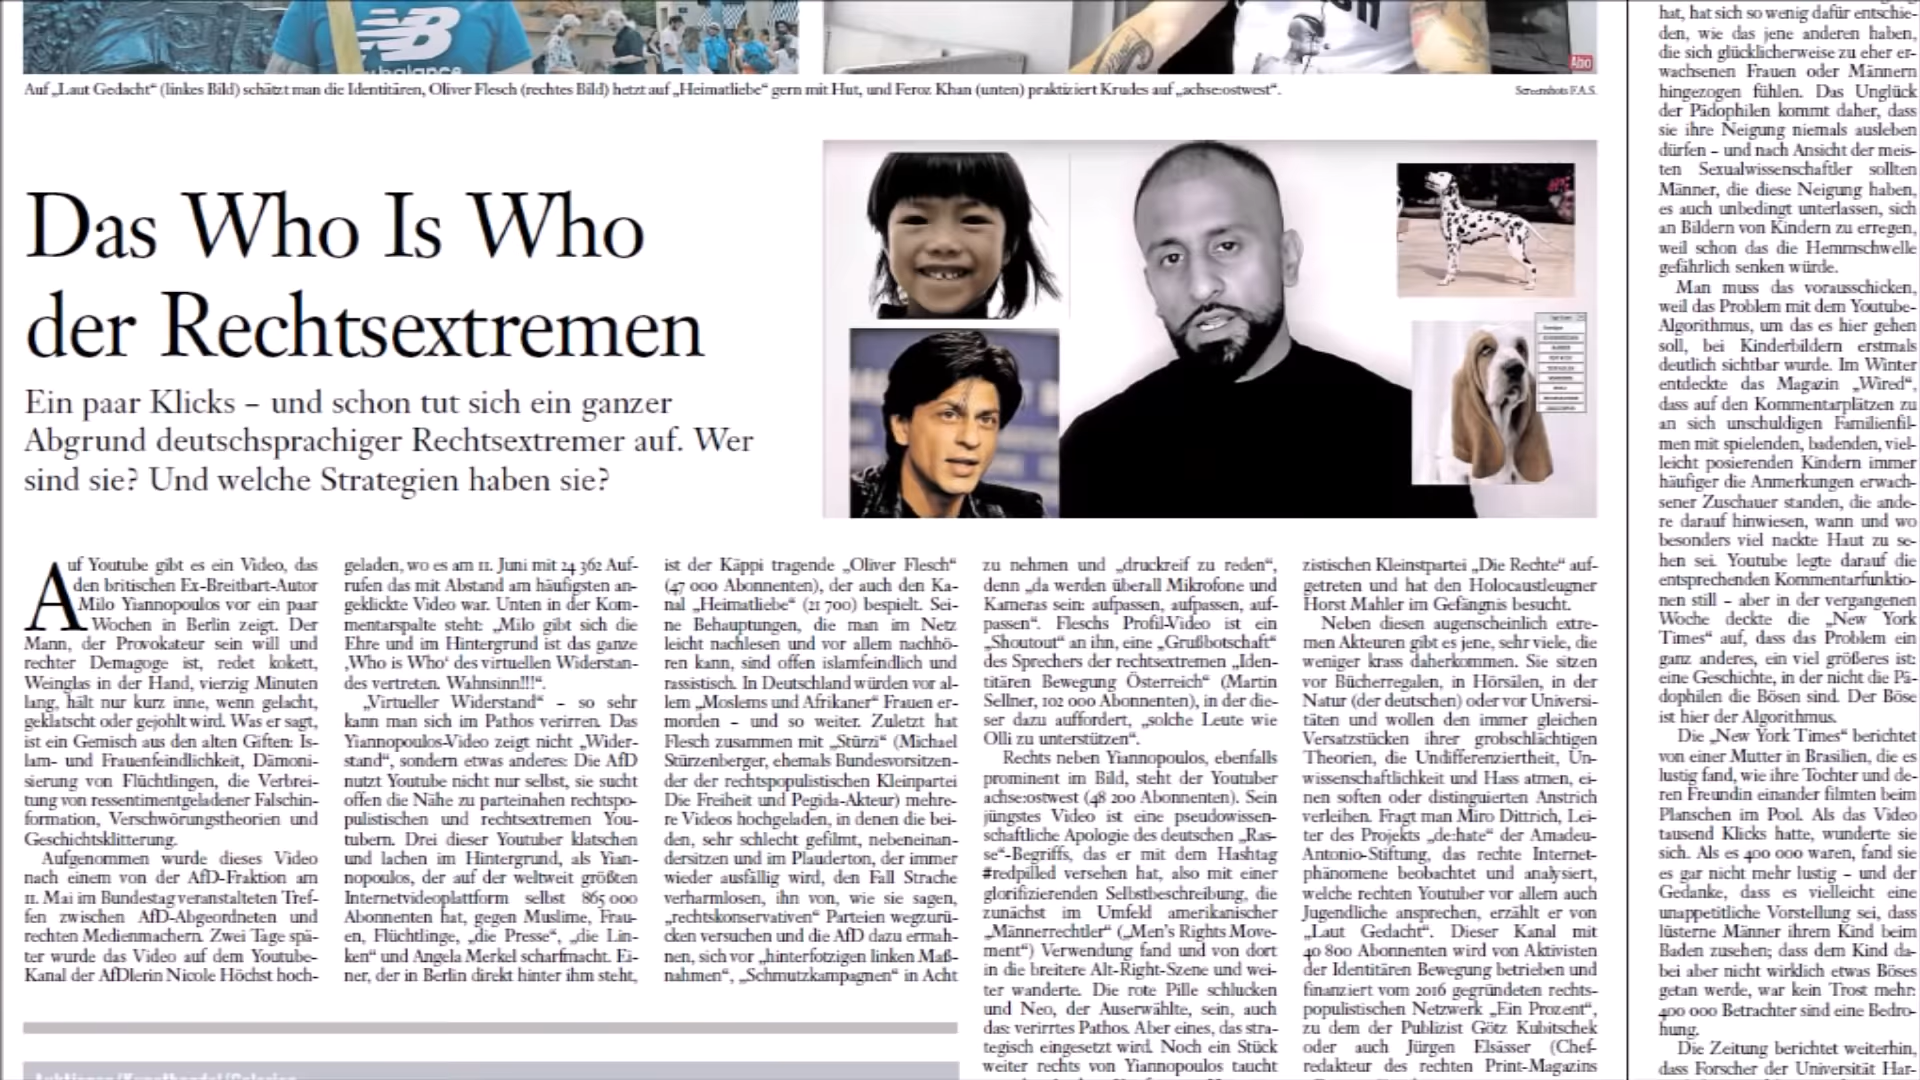 NB
Abo
Auf „Laut Gedacht“ (linkes Bild) schätzt man die Identitären, Oliver Flesch (rechtes Bild) hetzt auf „Heimatliebe“ gern mit Hut, und Feroz Khan (unten) praktiziert Krudes auf „achse:ostwest“.
Screenshots F.A.S.
Das Who Is Who
der Rechtsextremen
Ein paar Klicks – und schon tut sich ein ganzer
Abgrund deutschsprachiger Rechtsextremer auf. Wer
sind sie? Und welche Strategien haben sie?
Auf Youtube gibt es ein Video, das
den britischen Ex-Breitbart-Autor
Milo Yiannopoulos vor ein paar
Wochen in Berlin zeigt. Der
Mann, der Provokateur sein will und
rechter Demagoge ist, redet kokett,
Weinglas in der Hand, vierzig Minuten
lang, hält nur kurz inne, wenn gelacht,
geklatscht oder gejohlt wird. Was er sagt,
ist ein Gemisch aus den alten Giften: Is-
lam- und Frauenfeindlichkeit, Dämoni-
sierung von Flüchtlingen, die Verbrei-
tung von ressentimentgeladener Falschin-
formation, Verschwörungstheorien und
Geschichtsklitterung.
Aufgenommen wurde dieses Video
nach einem von der AfD-Fraktion am
11. Mai im Bundestag veranstalteten Tref-
fen zwischen AfD-Abgeordneten und
rechten Medienmachern. Zwei Tage spä-
ter wurde das Video auf dem Youtube-
Kanal der AfDlerin Nicole Höchst hoch-
geladen, wo es am 11. Juni mit 24 362 Auf-
rufen das mit Abstand am häufigsten an-
geklickte Video war. Unten in der Kom-
mentarspalte steht: „Milo gibt sich die
Ehre und im Hintergrund ist das ganze
‚Who is Who‘ des virtuellen Widerstan-
des vertreten. Wahnsinn!!!“.
„Virtueller Widerstand“ – so sehr
kann man sich im Pathos verirren. Das
Yiannopoulos-Video zeigt nicht „Wider-
stand“, sondern etwas anderes: Die AfD
nutzt Youtube nicht nur selbst, sie sucht
offen die Nähe zu parteinahen rechtspo-
pulistischen und rechtsextremen You-
tubern. Drei dieser Youtuber klatschen
und lachen im Hintergrund, als Yian-
nopoulos, der auf der weltweit größten
Internetvideoplattform selbst 865 000
Abonnenten hat, gegen Muslime, Frau-
en, Flüchtlinge, „die Presse“, „die Lin-
ken“ und Angela Merkel scharfmacht. Ei-
ner, der in Berlin direkt hinter ihm steht,
ist der Käppi tragende „Oliver Flesch“
(47 000 Abonnenten), der auch den Ka-
nal „Heimatliebe“ (21 700) bespielt. Sei-
ne Behauptungen, die man im Netz
leicht nachlesen und vor allem nachhö-
ren kann, sind offen islamfeindlich und
rassistisch. In Deutschland würden vor al-
lem „Moslems und Afrikaner“ Frauen er-
morden – und so weiter. Zuletzt hat
Flesch zusammen mit „Stürzi“ (Michael
Stürzenberger, ehemals Bundesvorsitzen-
der der rechtspopulistischen Kleinpartei
Die Freiheit und Pegida-Akteur) mehre-
re Videos hochgeladen, in denen die bei-
den, sehr schlecht gefilmt, nebeneinan-
dersitzen und im Plauderton, der immer
wieder ausfällig wird, den Fall Strache
verharmlosen, ihn von, wie sie sagen,
„rechtskonservativen“ Parteien wegzurü-
cken versuchen und die AfD dazu ermah-
nen, sich vor „hinterfotzigen linken Maß-
nahmen“, „Schmutzkampagnen“ in Acht
zu nehmen und „druckreif zu reden“,
denn „da werden überall Mikrofone und
Kameras sein: aufpassen, aufpassen, auf-
passen“. Fleschs Profil-Video ist ein
„Shoutout“ an ihn, eine „Grußbotschaft“
des Sprechers der rechtsextremen „Iden-
titären Bewegung Österreich“ (Martin
Sellner, 102 000 Abonnenten), in der die-
ser dazu auffordert, „solche Leute wie
Olli zu unterstützen“.
Rechts neben Yiannopoulos, ebenfalls
prominent im Bild, steht der Youtuber
achse:ostwest (48 200 Abonnenten). Sein
jüngstes Video ist eine pseudowissen-
schaftliche Apologie des deutschen „Ras-
se“-Begriffs, das er mit dem Hashtag
#redpilled versehen hat, also mit einer
glorifizierenden Selbstbeschreibung, die
zunächst im Umfeld amerikanischer
„Männerrechtler“ („Men’s Rights Move-
ment“) Verwendung fand und von dort
in die breitere Alt-Right-Szene und wei-
ter wanderte. Die rote Pille schlucken
und Neo, der Auserwählte, sein, auch
das: verirrtes Pathos. Aber eines, das stra-
tegisch eingesetzt wird. Noch ein Stück
weiter rechts von Yiannopoulos taucht
zistischen Kleinstpartei „Die Rechte“ auf-
getreten und hat den Holocaustleugner
Horst Mahler im Gefängnis besucht.
Neben diesen augenscheinlich extre-
men Akteuren gibt es jene, sehr viele, die
weniger krass daherkommen. Sie sitzen
vor Bücherregalen, in Hörsälen, in der
Natur (der deutschen) oder vor Universi-
täten und wollen den immer gleichen
Versatzstücken ihrer grobschlächtigen
Theorien, die Undifferenziertheit, Un-
wissenschaftlichkeit und Hass atmen, ei-
nen soften oder distinguierten Anstrich
verleihen. Fragt man Miro Dittrich, Lei-
ter des Projekts „de:hate“ der Amadeu-
Antonio-Stiftung, das rechte Internet-
phänomene beobachtet und analysiert,
welche rechten Youtuber vor allem auch
Jugendliche ansprechen, erzählt er von
„Laut Gedacht“. Dieser Kanal mit
40 800 Abonnenten wird von Aktivisten
der Identitären Bewegung betrieben und
finanziert vom 2016 gegründeten rechts-
populistischen Netzwerk „Ein Prozent“,
zu dem der Publizist Götz Kubitschek
oder auch Jürgen Elsässer (Chef-
redakteur des rechten Print-Magazins
hat, hat sich so wenig dafür entschie-
den, wie das jene anderen haben,
die sich glücklicherweise zu eher er-
wachsenen Frauen oder Männern
hingezogen fühlen. Das Unglück
der Pädophilen kommt daher, dass
sie ihre Neigung niemals ausleben
dürfen – und nach Ansicht der meis-
ten Sexualwissenschaftler sollten
Männer, die diese Neigung haben,
es auch unbedingt unterlassen, sich
an Bildern von Kindern zu erregen,
weil schon das die Hemmschwelle
gefährlich senken würde.
Man muss das vorausschicken,
weil das Problem mit dem Youtube-
Algorithmus, um das es hier gehen
soll, bei Kinderbildern erstmals
deutlich sichtbar wurde. Im Winter
entdeckte das Magazin „Wired“,
dass auf den Kommentarplätzen zu
an sich unschuldigen Familienfil-
men mit spielenden, badenden, viel-
leicht posierenden Kindern immer
häufiger die Anmerkungen erwach-
sener Zuschauer standen, die ande-
re darauf hinwiesen, wann und wo
besonders viel nackte Haut zu se-
hen sei. Youtube legte darauf die
entsprechenden Kommentarfunktio-
nen still – aber in der vergangenen
Woche deckte die „New York
Times“ auf, dass das Problem ein
ganz anderes, ein viel größeres ist:
eine Geschichte, in der nicht die Pä-
dophilen die Bösen sind. Der Böse
ist hier der Algorithmus.
Die „New York Times“ berichtet
von einer Mutter in Brasilien, die es
lustig fand, wie ihre Tochter und de-
ren Freundin einander filmten beim
Planschen im Pool. Als das Video
tausend Klicks hatte, wunderte sie
sich. Als es 400 000 waren, fand sie
es gar nicht mehr lustig – und der
Gedanke, dass es vielleicht eine
unappetitliche Vorstellung sei, dass
lüsterne Männer ihrem Kind beim
Baden zusehen; dass dem Kind da-
bei aber nicht wirklich etwas Böses
getan werde, war kein Trost mehr:
400 000 Betrachter sind eine Bedro-
hung.
Die Zeitung berichtet weiterhin,
dass Forscher der Universität Har-